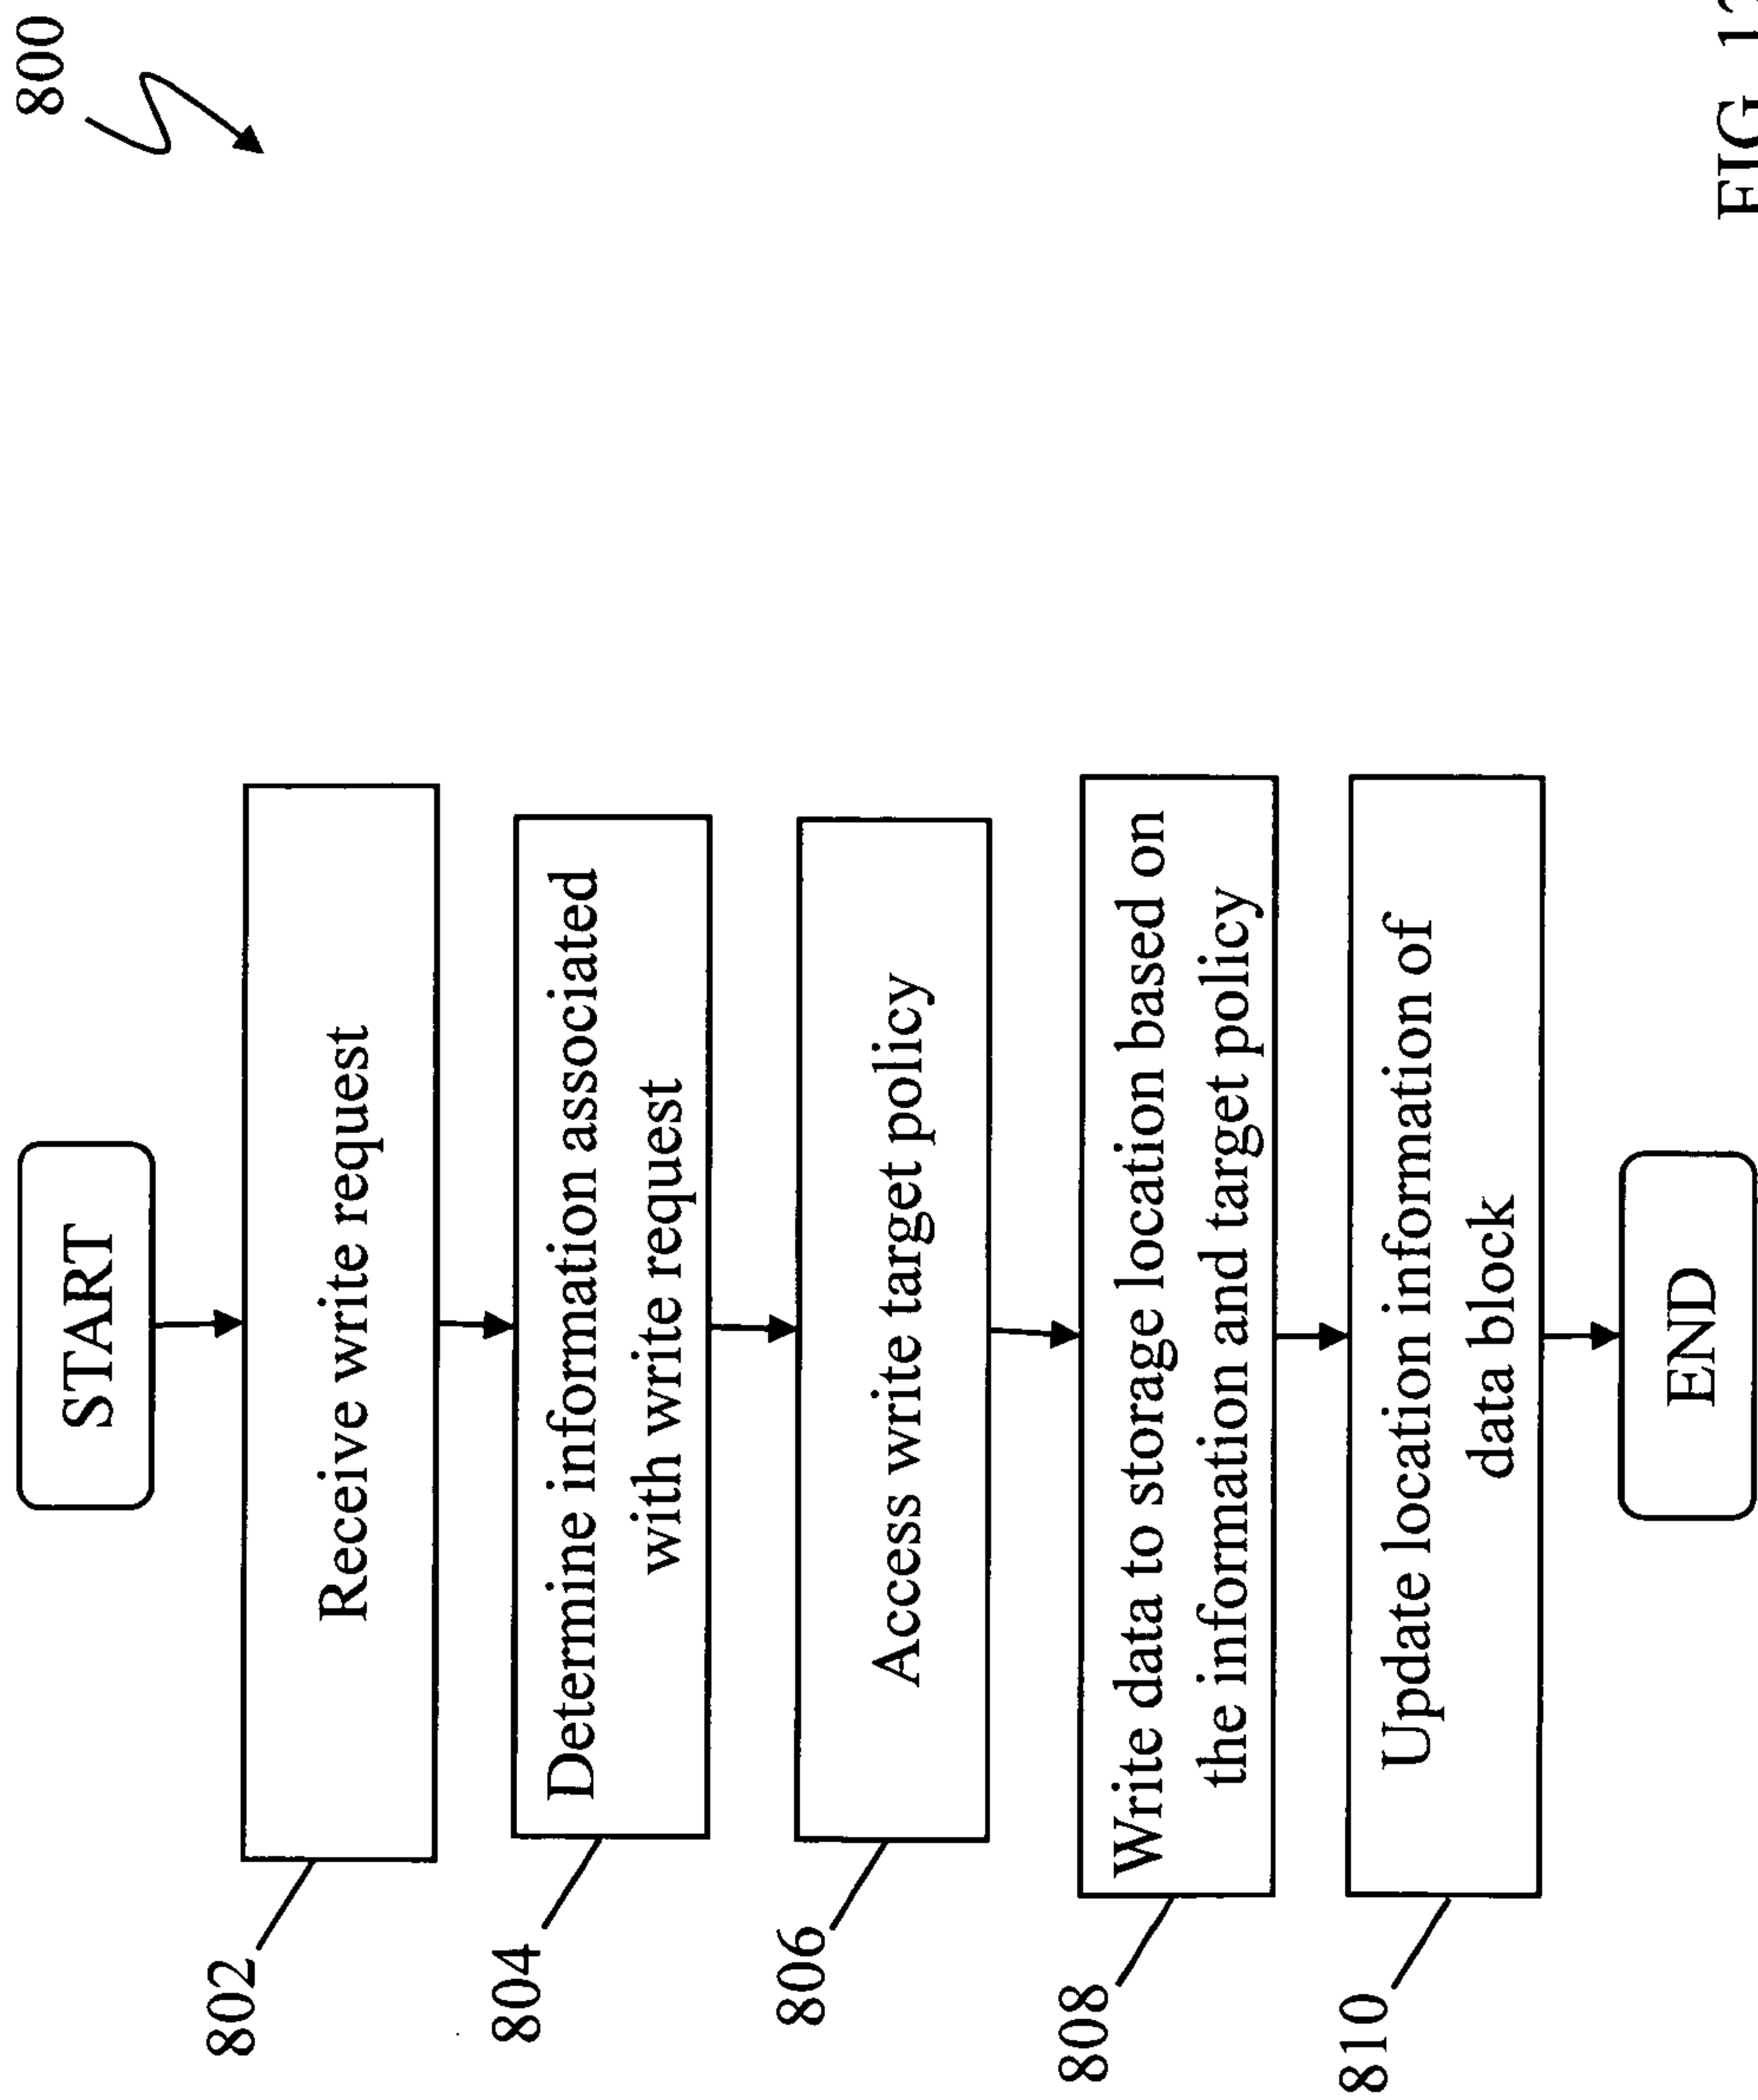 START
800
802
Receive write request
804
Determine information associated
with write request
806
Access write target policy
808
Write data to storage location based on
the information and target policy
810
Update location information of
data block
END
FIG